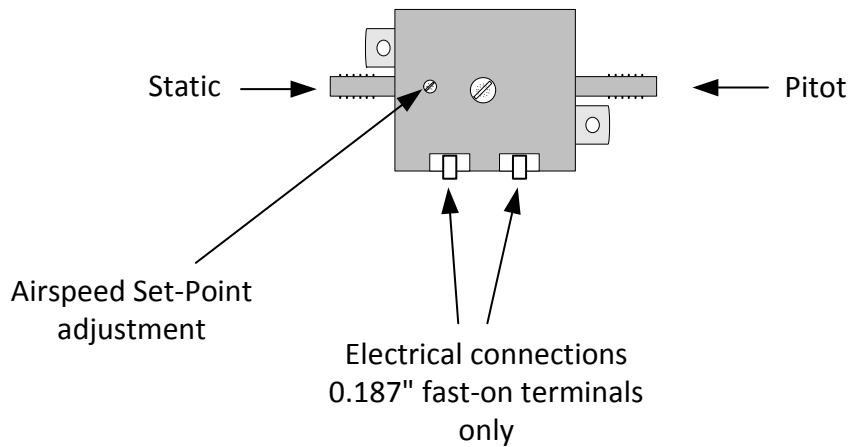 Static
Pitot
Airspeed Set-Point
adjustment
Electrical connections
0.187" fast-on terminals
only